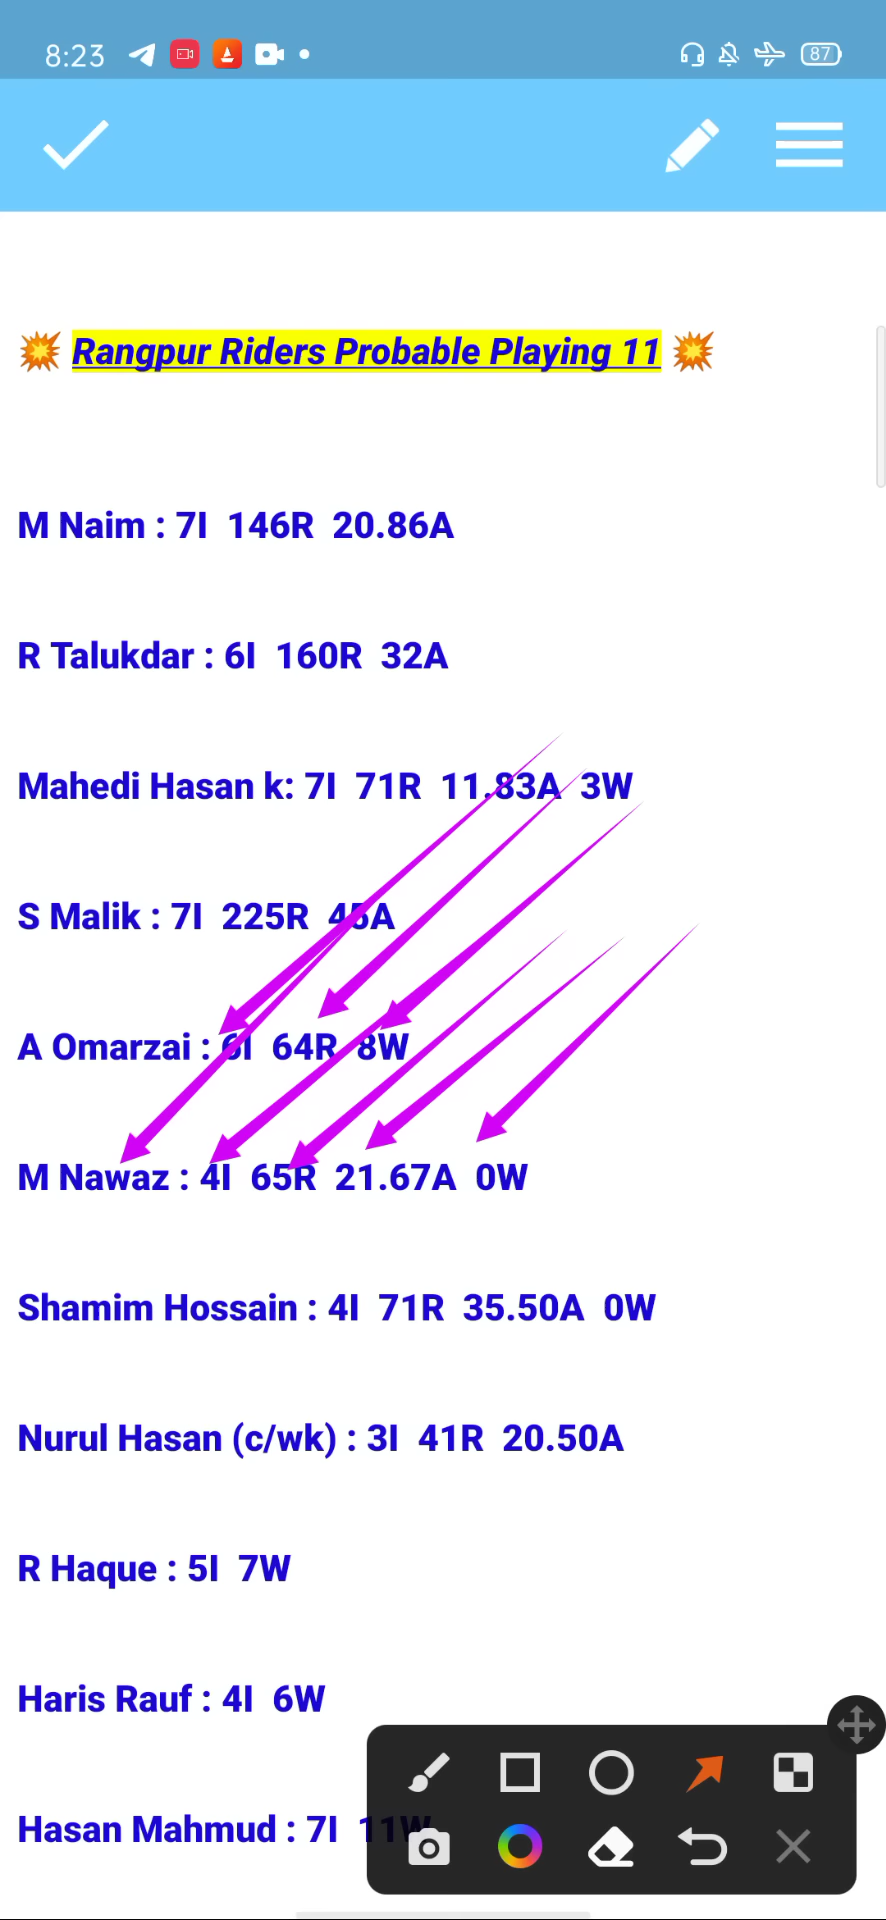 8:23
87
Rangpur Riders Probable Playing 11
M Naim : 7I 146R 20.86A
R Talukdar : 6I 160R 32A
Mahedi Hasan k: 7I 71R 11.83A 3W
S Malik : 7I 225R 45A
A Omarzai : 6I 64R 8W
M Nawaz : 4I 65R 21.67A 0W
Shamim Hossain : 4I 71R 35.50A 0W
Nurul Hasan (c/wk) : 3I 41R 20.50A
R Haque : 5I 7W
Haris Rauf : 4I 6W
Hasan Mahmud : 7I 11W